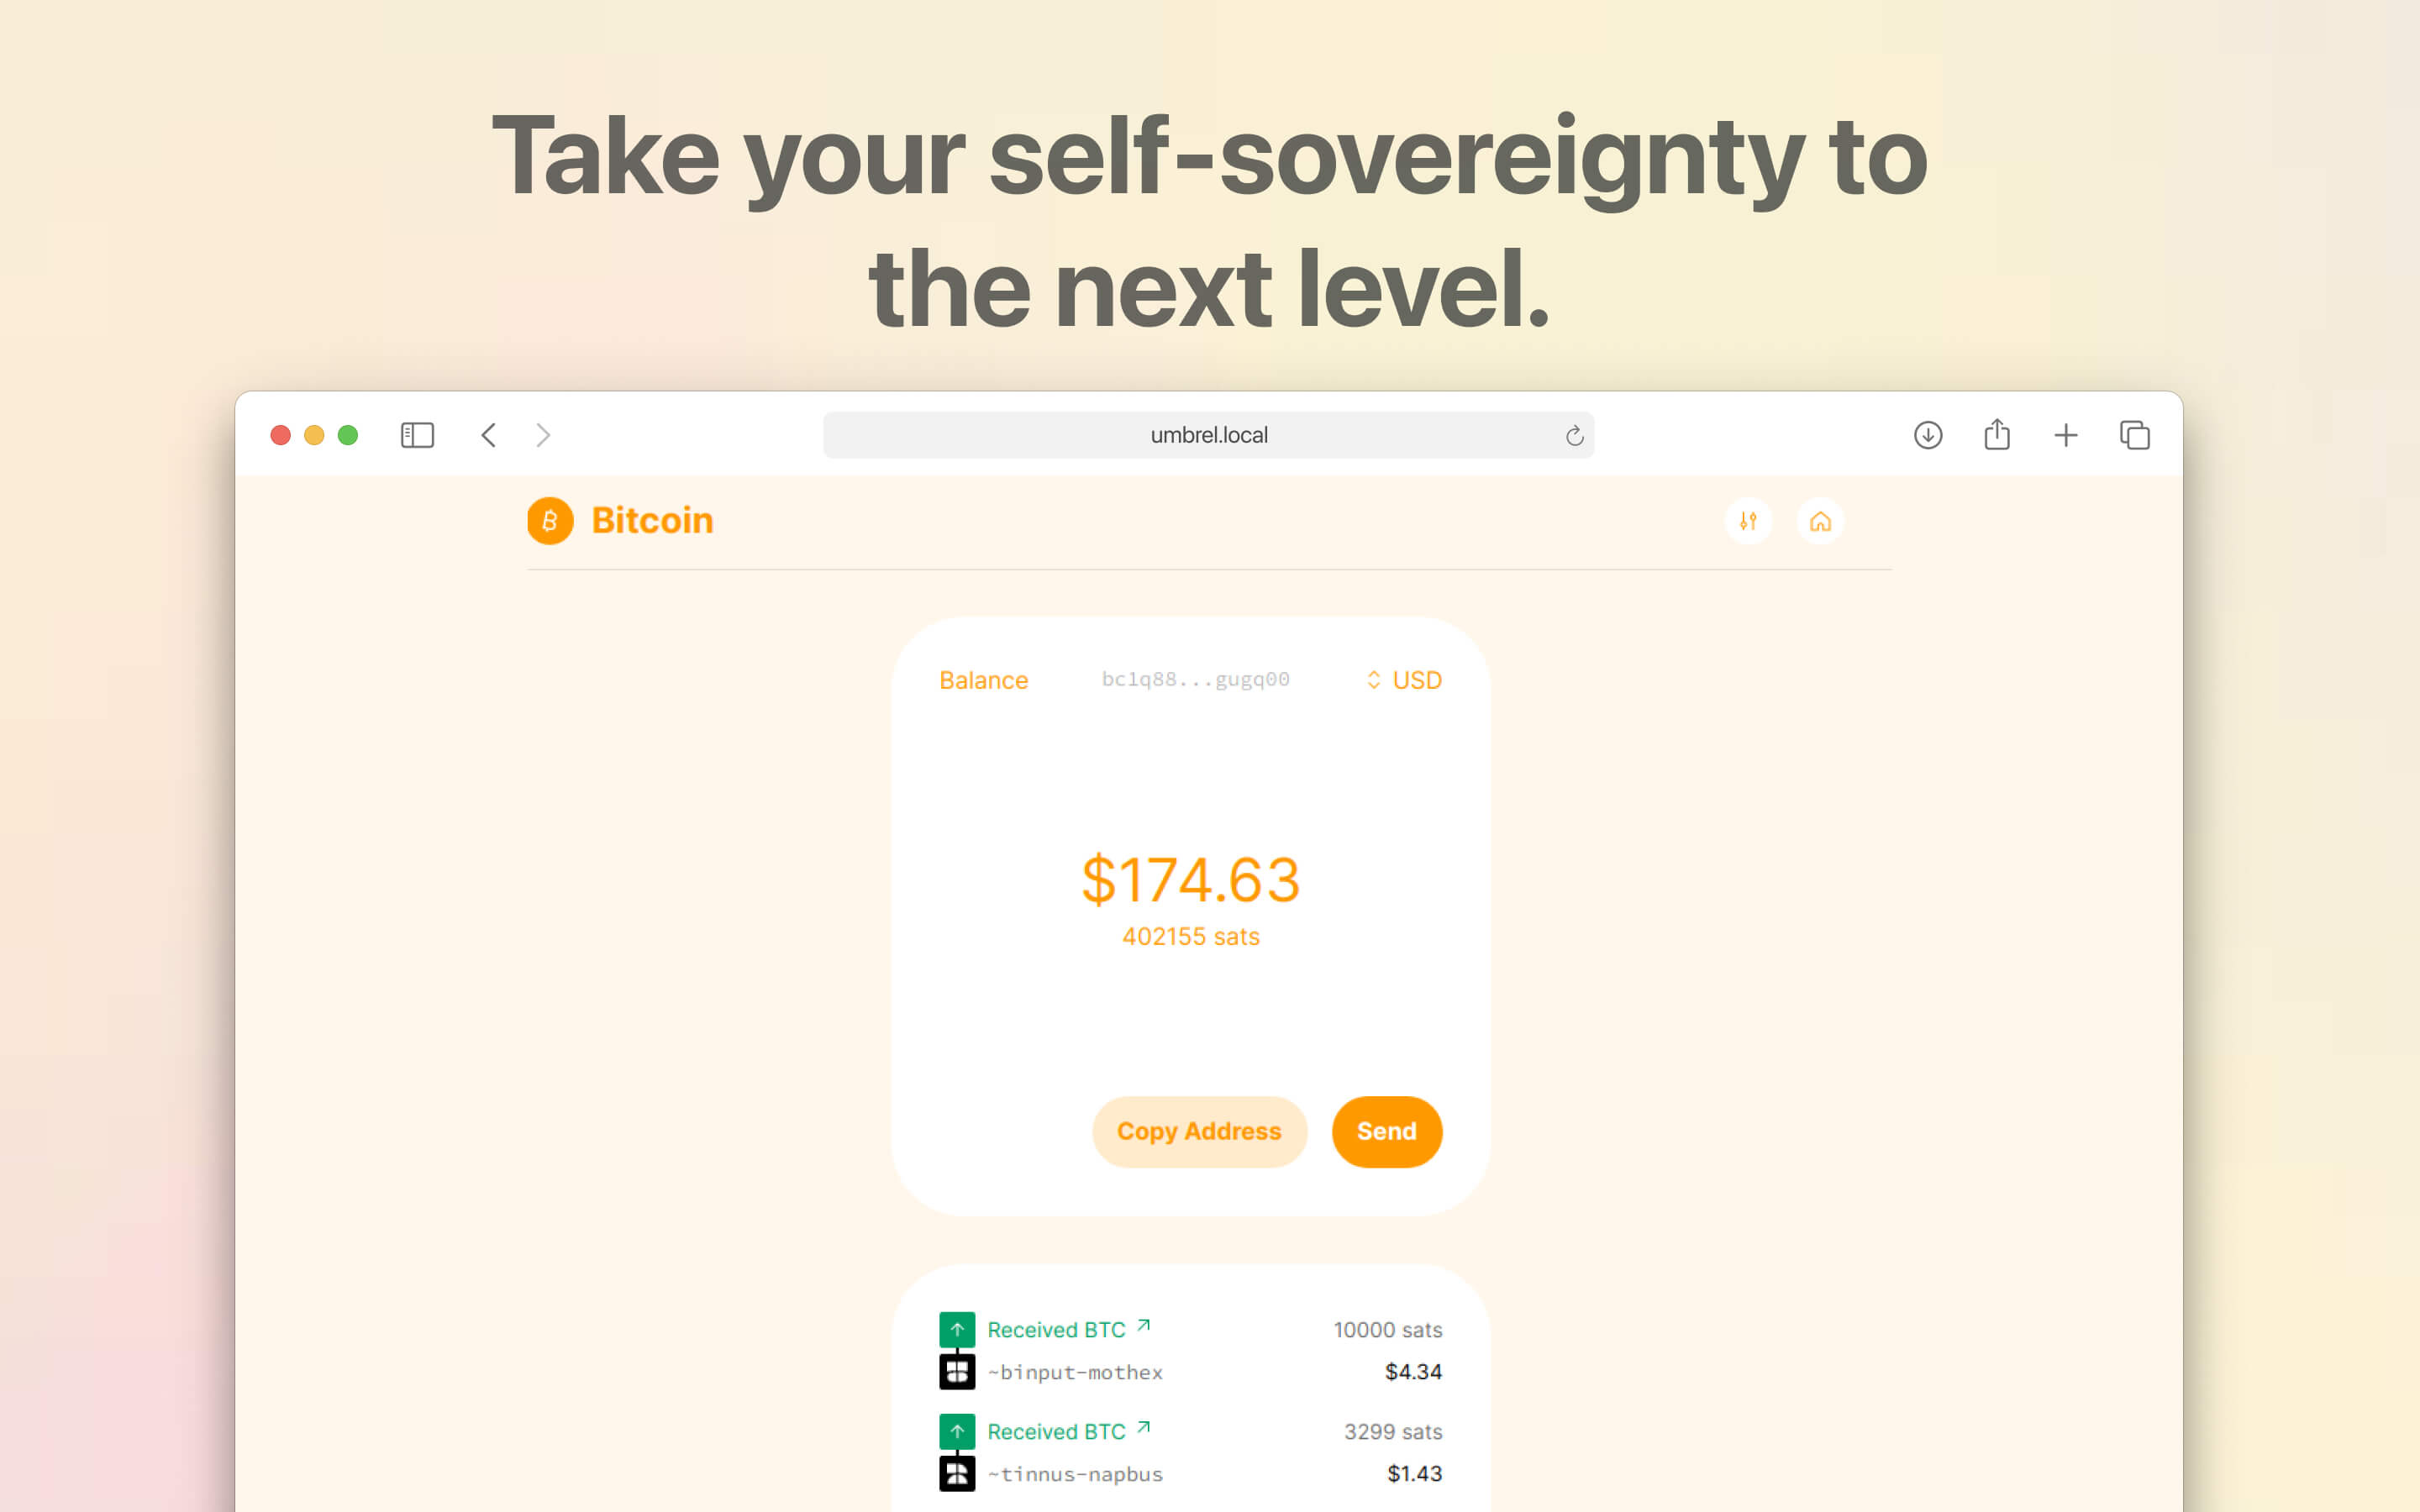 Take your self-sovereignty to
the next level.
umbrel.local
Bitcoin
Balance bc1q88...gugq00 USD
$174.63
402155 sats
Copy Address Send
Received BTC 10000 sats
~binput-mothex $4.34
Received BTC 3299 sats
~tinnus-napbus $1.43